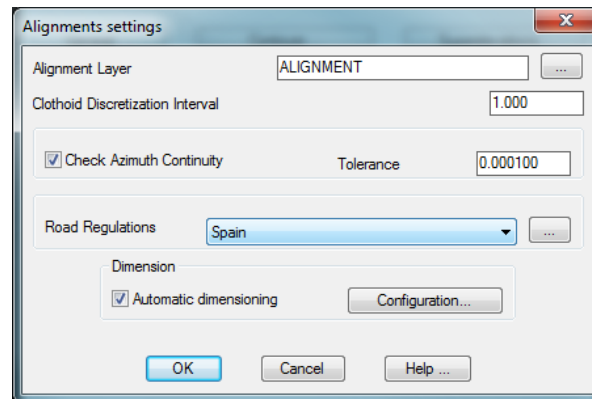 Alignments settings
Alignment Layer ALIGNMENT ...
Clothoid Discretization Interval 1.000
Check Azimuth Continuity Tolerance 0.000100
Road Regulations Spain ...
Dimension
Automatic dimensioning Configuration...
OK Cancel Help ...